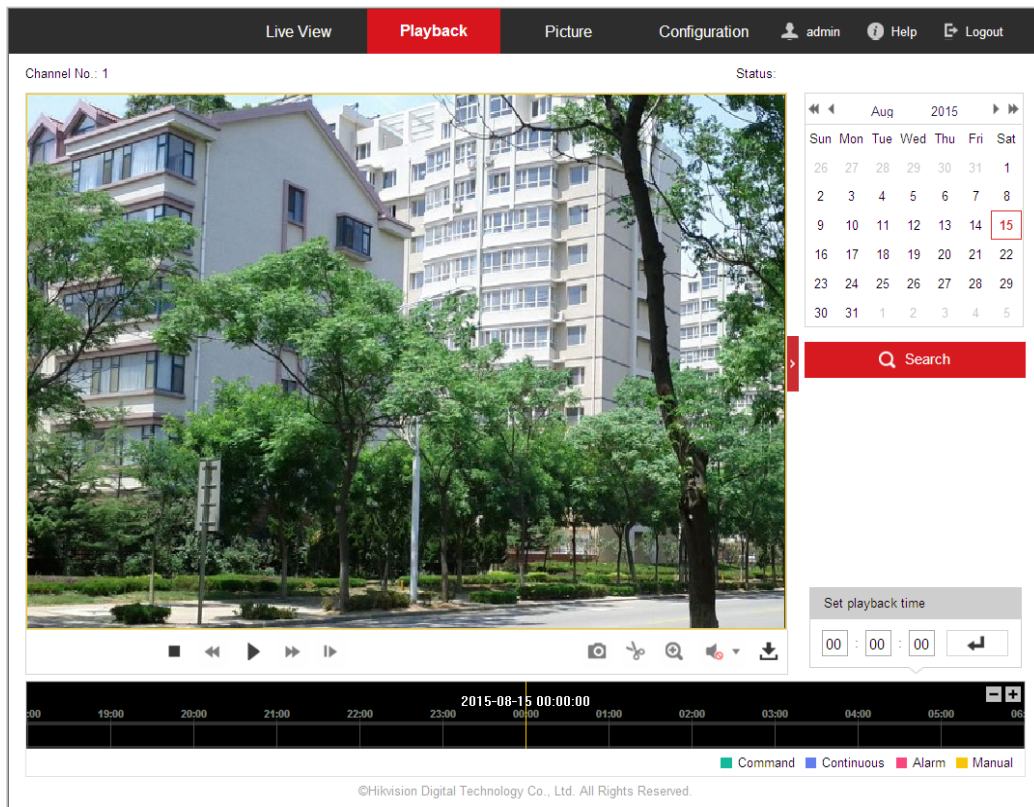 Live View Playback Picture Configuration admin Help Logout
Channel No.: 1 Status:
Aug 2015
Sun Mon Tue Wed Thu Fri Sat
26 27 28 29 30 31 1
2 3 4 5 6 7 8
9 10 11 12 13 14 15
16 17 18 19 20 21 22
23 24 25 26 27 28 29
30 31 1 2 3 4 5
Search
Set playback time
00 : 00 : 00
2015-08-15 00:00:00
:00 19:00 20:00 21:00 22:00 23:00 00:00 01:00 02:00 03:00 04:00 05:00 06:
Command Continuous Alarm Manual
©Hikvision Digital Technology Co., Ltd. All Rights Reserved.